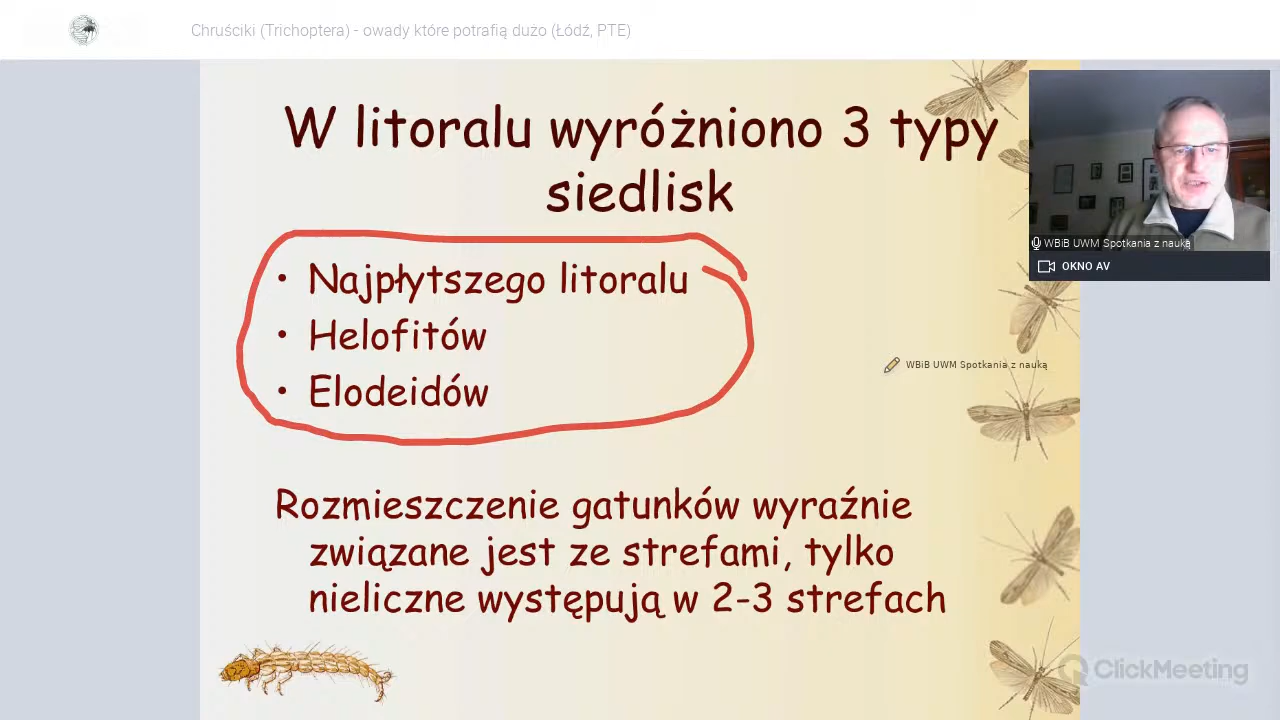 Chruściki (Trichoptera) - owady które potrafią dużo (Łódź, PTE)
W litoralu wyróżniono 3 typy
siedlisk
• Najpłytszego litoralu
• Helofitów
• Elodeidów
Rozmieszczenie gatunków wyraźnie
związane jest ze strefami, tylko
nieliczne występują w 2-3 strefach
WBiB UWM Spotkania z nauką
OKNO AV
WBiB UWM Spotkania z nauką
ClickMeeting